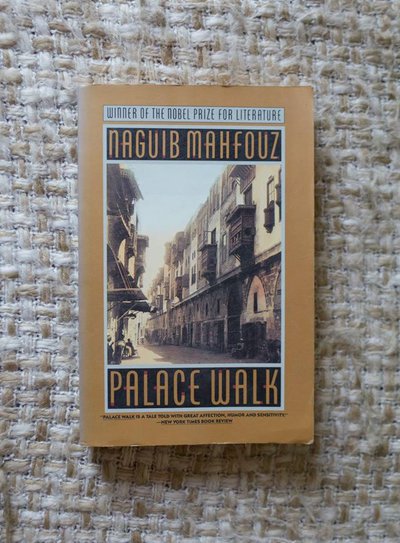 WINNER OF THE NOBEL PRIZE FOR LITERATURE
NAGUIB MAHFOUZ
PALACE WALK
"PALACE WALK IS A TALE TOLD WITH GREAT AFFECTION, HUMOR AND SENSITIVITY."
—NEW YORK TIMES BOOK REVIEW